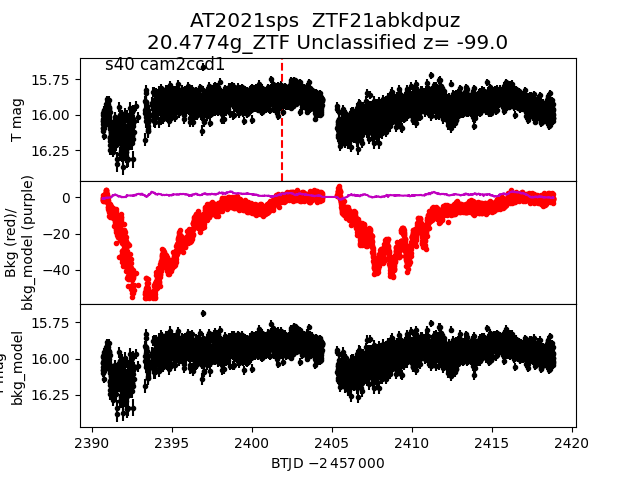 AT2021sps  ZTF21abkdpuz
20.4774g_ZTF Unclassified z= -99.0
s40 cam2ccd1
15.75
16.00
16.25
T mag
0
−20
−40
Bkg (red)/
bkg_model (purple)
15.75
16.00
16.25
mag
bkg_model
2390 2395 2400 2405 2410 2415 2420
BTJD −2 457 000